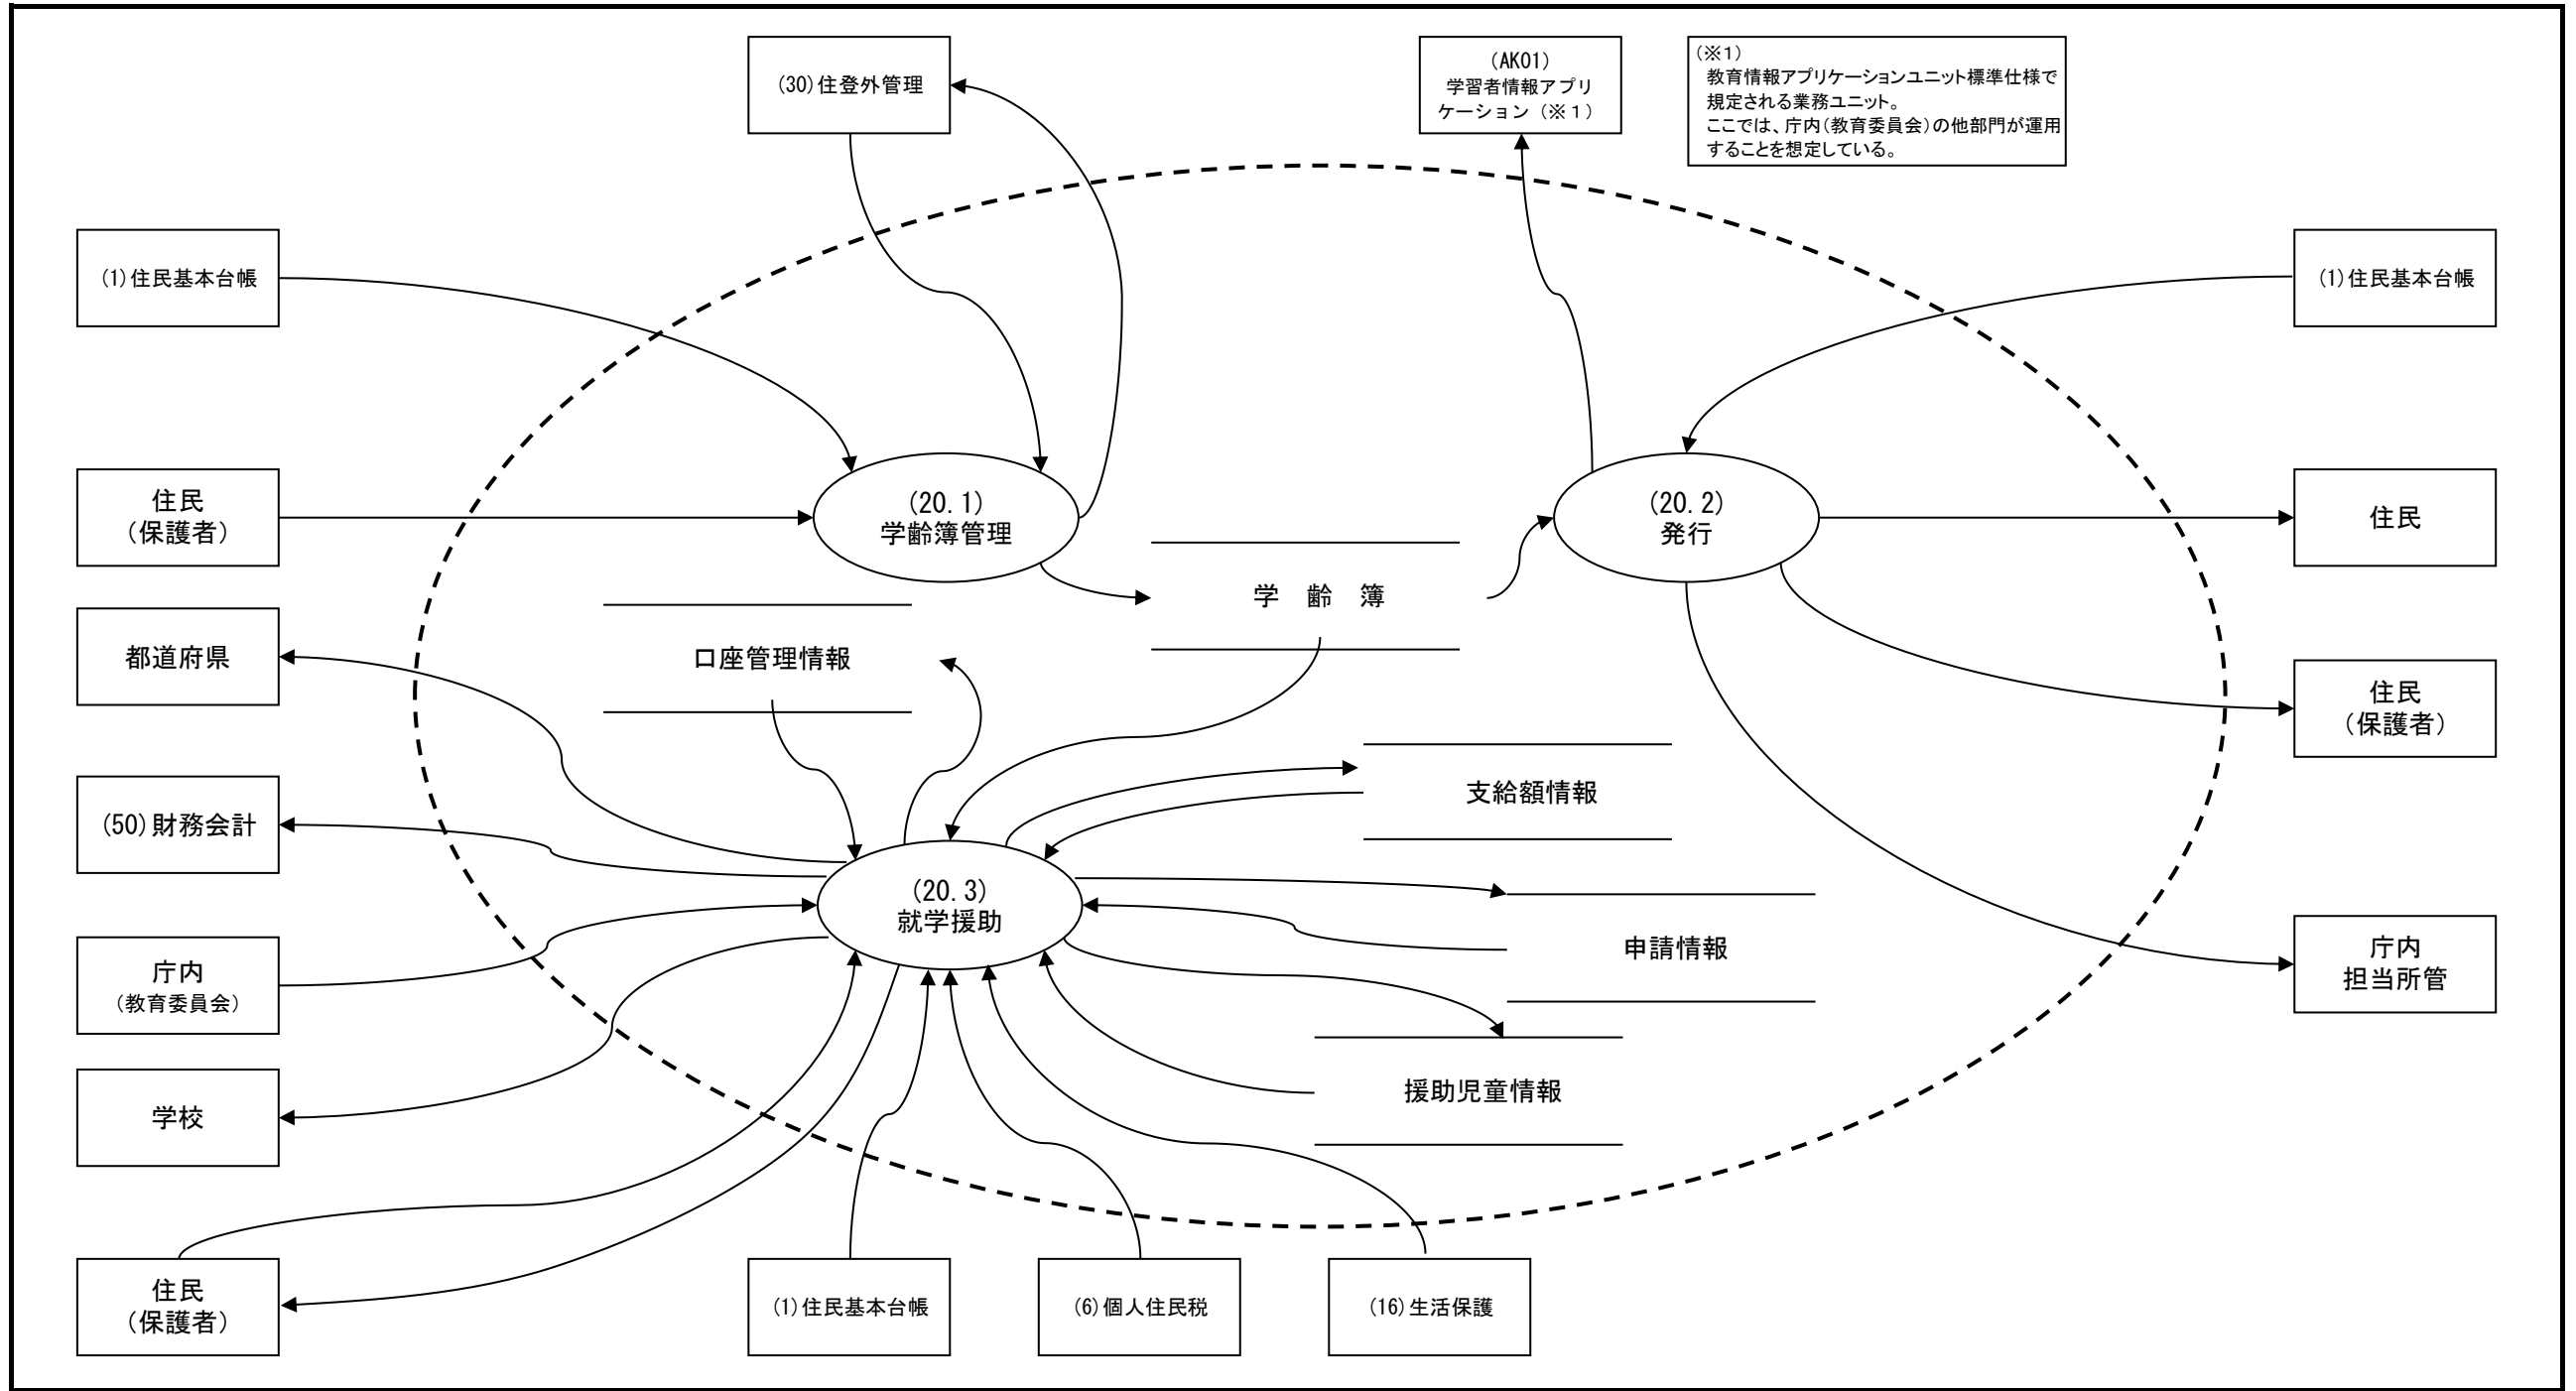 (30)住登外管理
(AK01)
学習者情報アプリ
ケーション（※１）
(※１)
教育情報アプリケーションユニット標準仕様で
規定される業務ユニット。
ここでは、庁内(教育委員会)の他部門が運用
することを想定している。
(1)住民基本台帳
(1)住民基本台帳
住民
（保護者）
(20.1)
学齢簿管理
(20.2)
発行
住民
学　齢　簿
都道府県
口座管理情報
住民
（保護者）
(50)財務会計
支給額情報
(20.3)
就学援助
庁内
（教育委員会）
申請情報
庁内
担当所管
学校
援助児童情報
住民
（保護者）
(1)住民基本台帳
(6)個人住民税
(16)生活保護